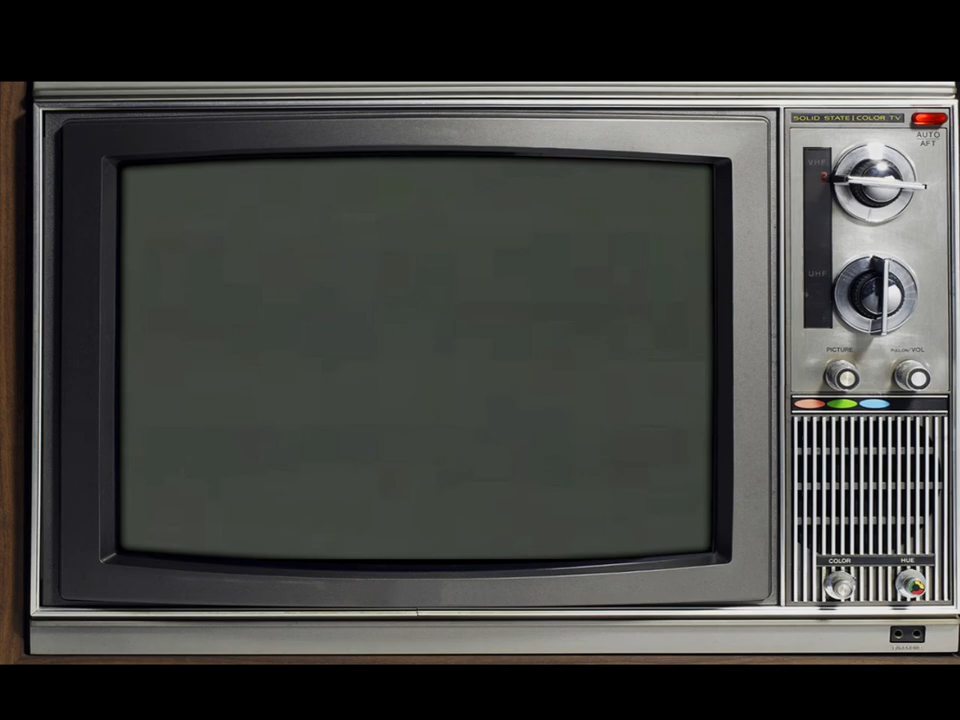 SOLID STATE | COLOR TV
AUTO
AFT
VHF
UHF
PICTURE
VOL
COLOR
HUE